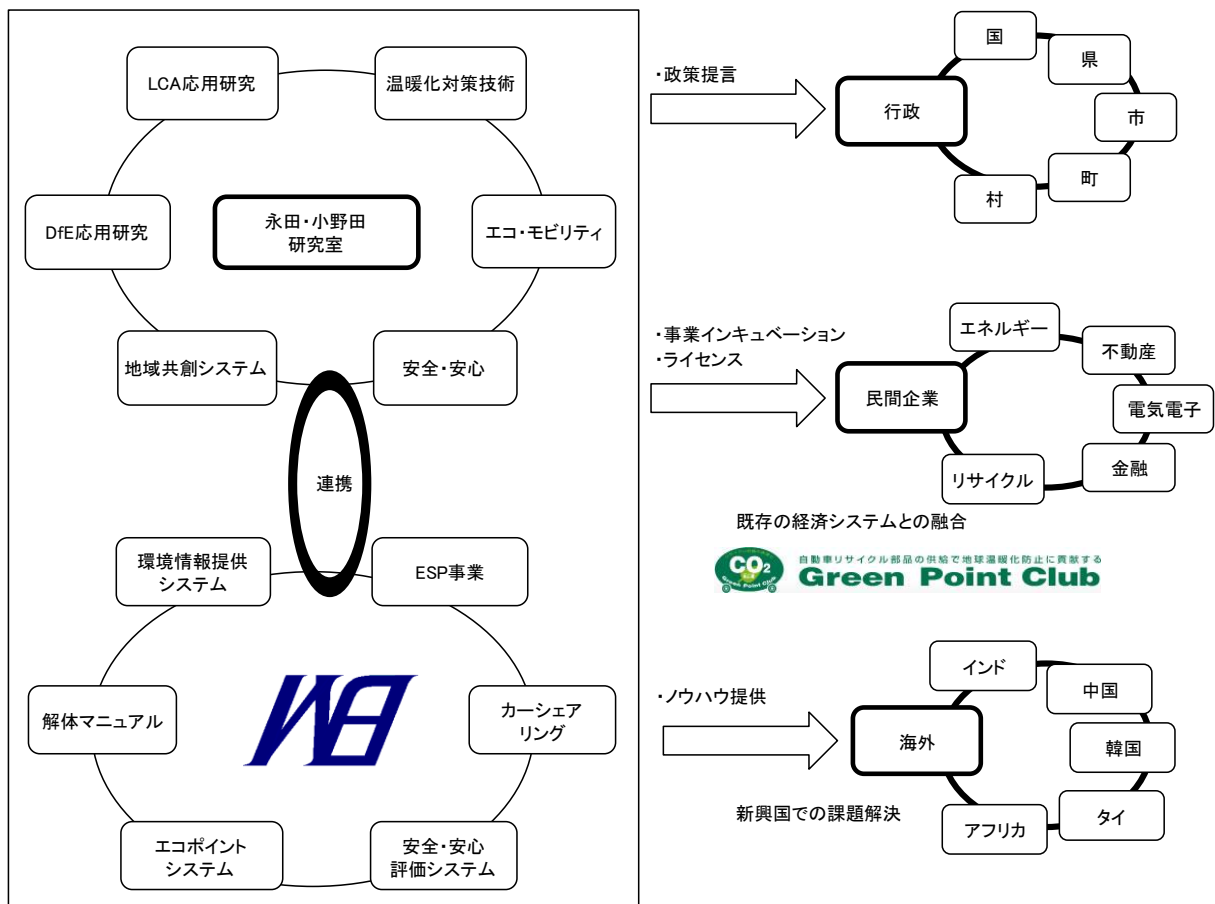 LCA応用研究
温暖化対策技術
DfE応用研究
永田・小野田
研究室
エコ・モビリティ
地域共創システム
安全・安心
連携
環境情報提供
システム
ESP事業
解体マニュアル
カーシェア
リング
エコポイント
システム
安全・安心
評価システム
・政策提言
行政
国
県
市
町
村
・事業インキュベーション
・ライセンス
民間企業
エネルギー
不動産
電気電子
金融
リサイクル
既存の経済システムとの融合
CO2
Green Point Club
自動車リサイクル部品の供給で地球温暖化防止に貢献する
Green Point Club
・ノウハウ提供
海外
インド
中国
韓国
タイ
アフリカ
新興国での課題解決